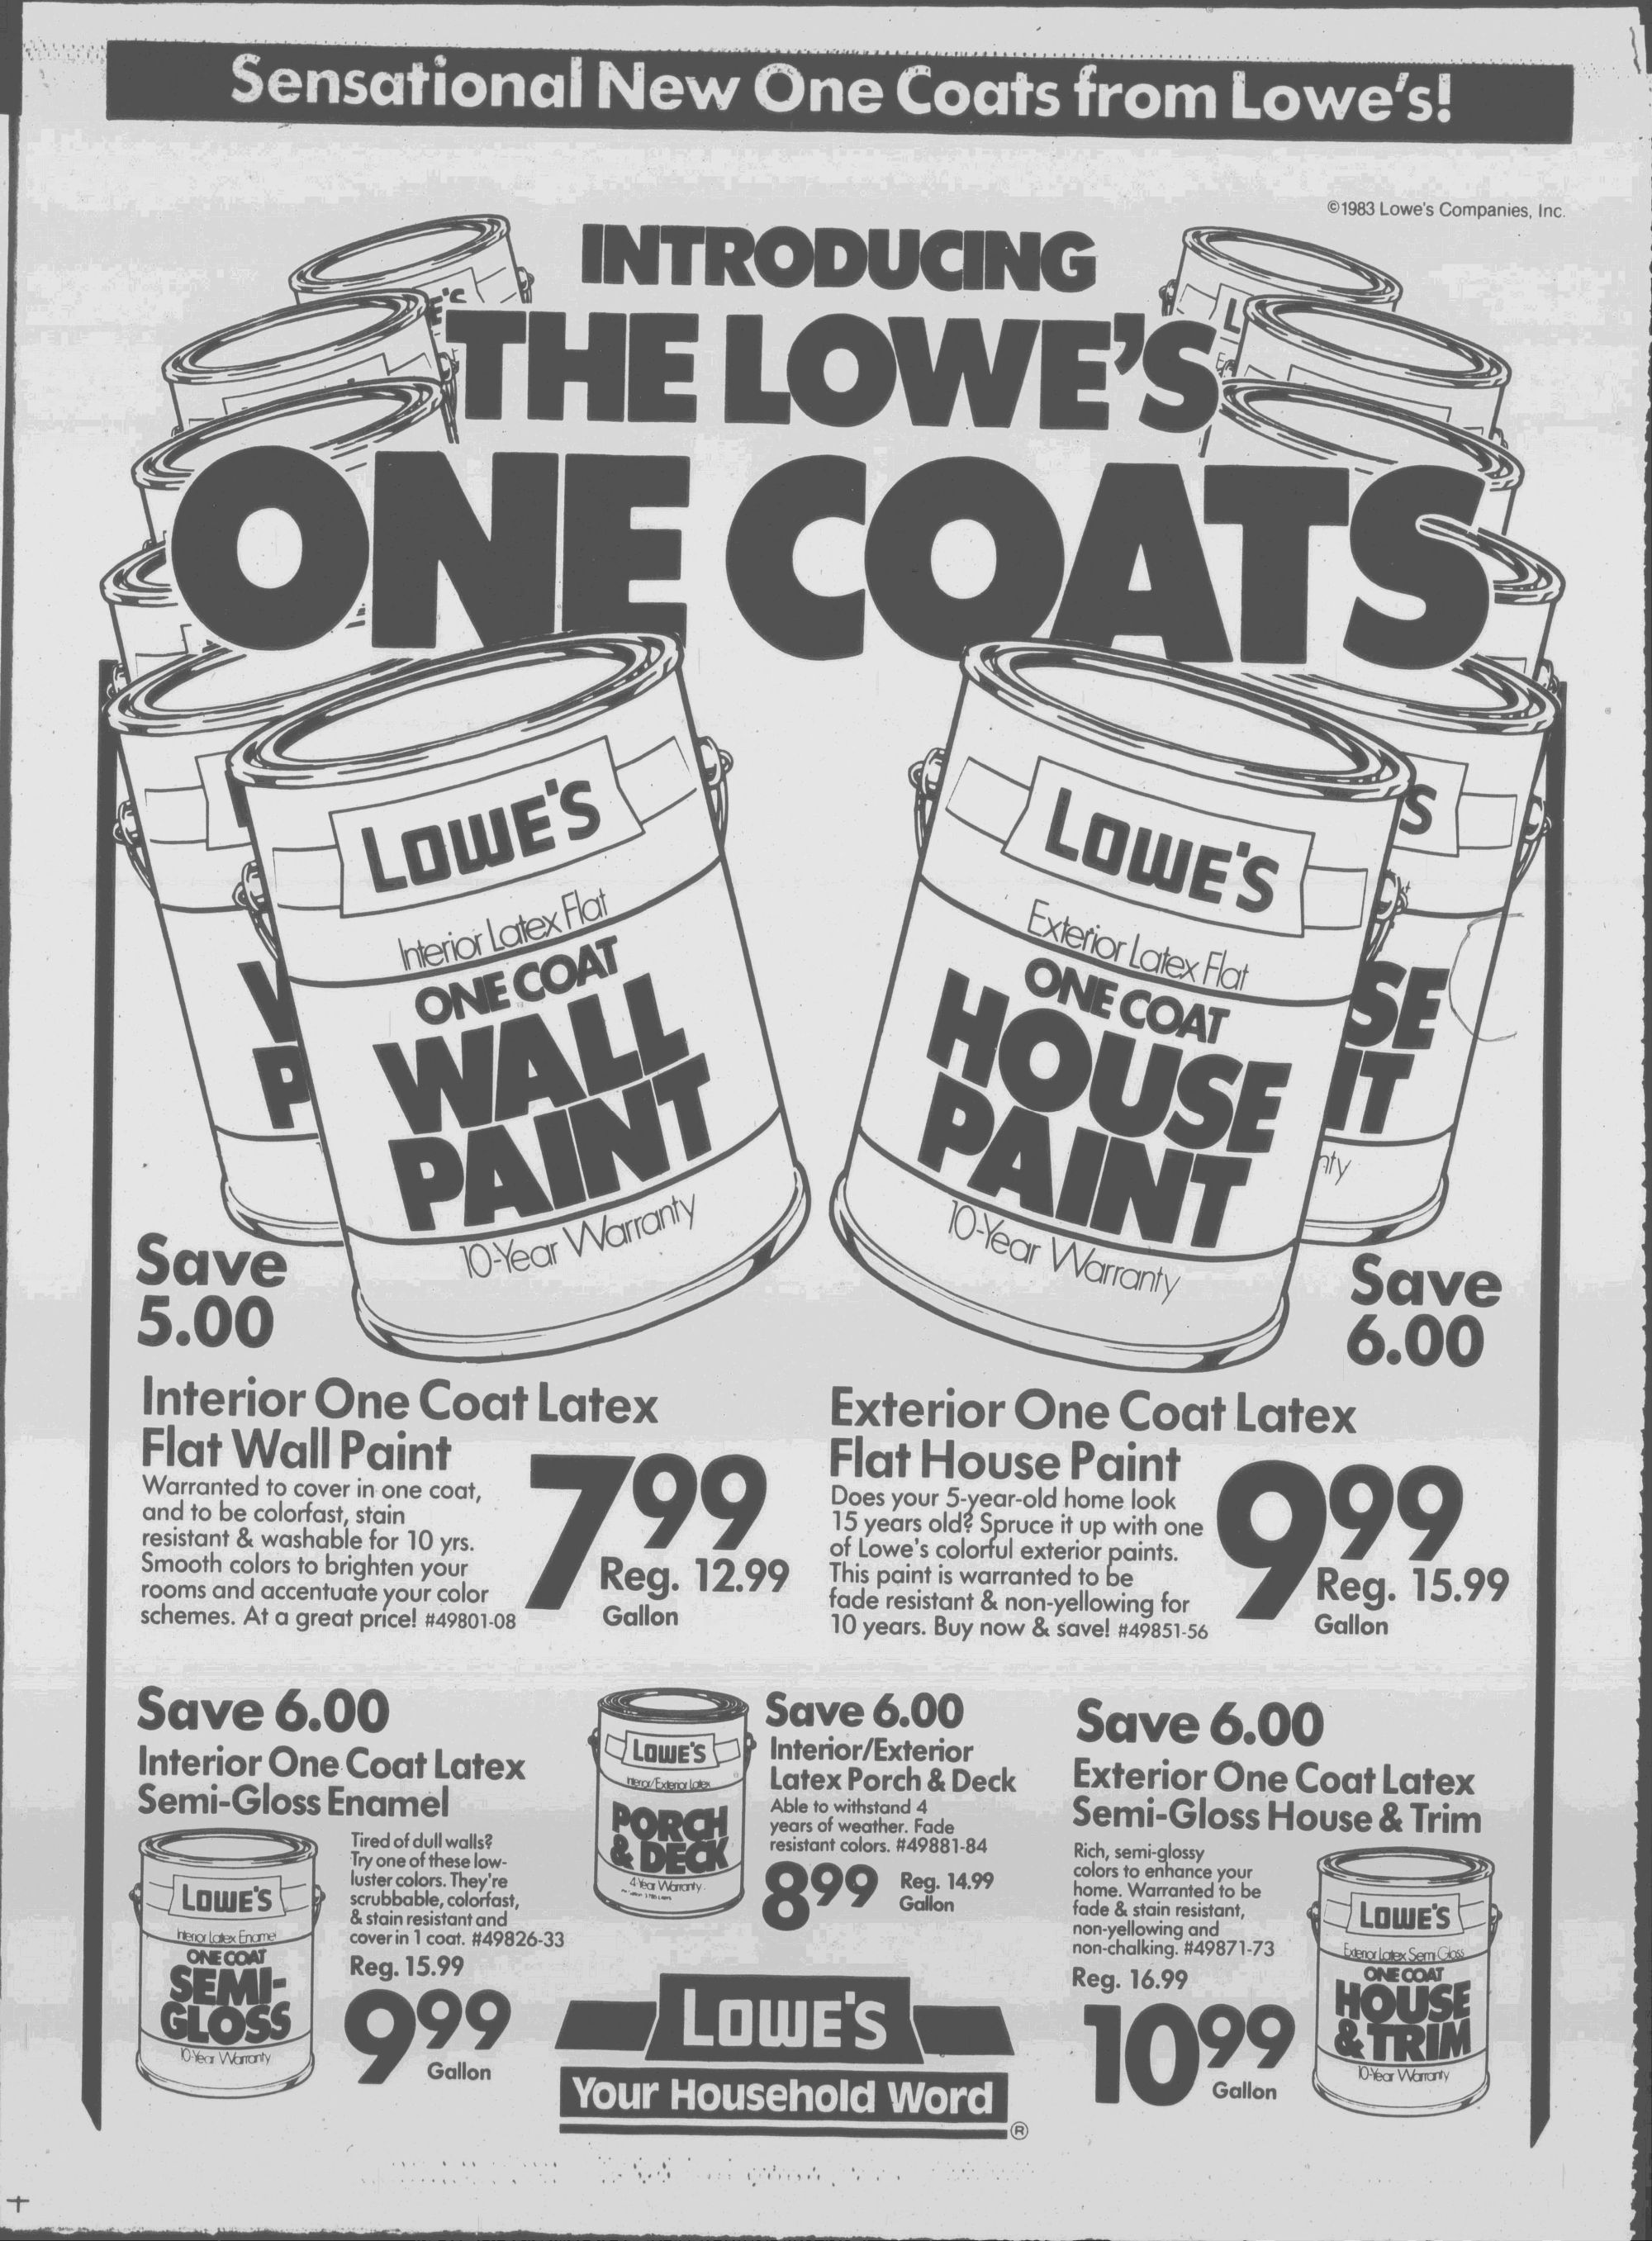 Sensational New One Coats from Lowe's!
©1983 Lowe's Companies, Inc.
INTRODUCING
THE LOWE'S
ONE COATS
LOWE'S
Interior Latex Flat
ONE COAT
WALL
PAINT
10-Year Warranty
LOWE'S
Exterior Latex Flat
ONE COAT
HOUSE
PAINT
10-Year Warranty
Save
5.00
Interior One Coat Latex
Flat Wall Paint
Warranted to cover in one coat,
and to be colorfast, stain
resistant & washable for 10 yrs.
Smooth colors to brighten your
rooms and accentuate your color
schemes. At a great price! #49801-08
7.99
Reg. 12.99
Gallon
Save
6.00
Exterior One Coat Latex
Flat House Paint
Does your 5-year-old home look
15 years old? Spruce it up with one
of Lowe's colorful exterior paints.
This paint is warranted to be
fade resistant & non-yellowing for
10 years. Buy now & save! #49851-56
9.99
Reg. 15.99
Gallon
Save 6.00
Interior One Coat Latex
Semi-Gloss Enamel
Tired of dull walls?
Try one of these low-
luster colors. They're
scrubbable, colorfast,
& stain resistant and
cover in 1 coat. #49826-33
Reg. 15.99
9.99
Gallon
LOWE'S
Interior Latex Enamel
ONE COAT
SEMI-
GLOSS
10-Year Warranty
LOWE'S
Interior/Exterior Latex
PORCH
& DECK
4-Year Warranty
Save 6.00
Interior/Exterior
Latex Porch & Deck
Able to withstand 4
years of weather. Fade
resistant colors. #49881-84
8.99
Reg. 14.99
Gallon
Save 6.00
Exterior One Coat Latex
Semi-Gloss House & Trim
Rich, semi-glossy
colors to enhance your
home. Warranted to be
fade & stain resistant,
non-yellowing and
non-chalking. #49871-73
Reg. 16.99
10.99
Gallon
LOWE'S
Exterior Latex Semi Gloss
ONE COAT
HOUSE
& TRIM
10-Year Warranty
LOWE'S
Your Household Word
®